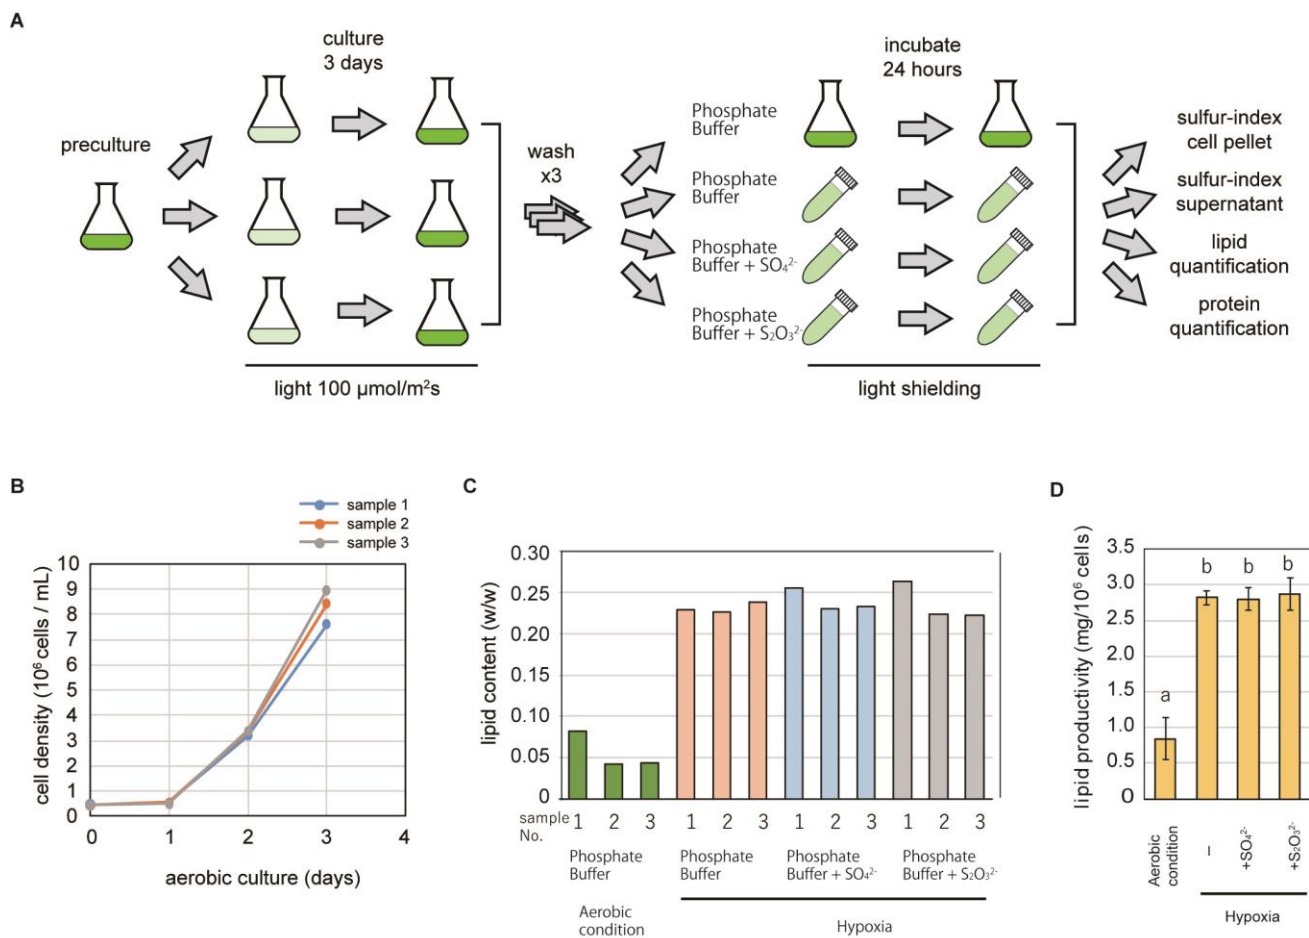 A
preculture
culture
3 days
light 100 µmol/m²s
wash
x3
Phosphate
Buffer
Phosphate
Buffer
Phosphate
Buffer + SO₄²⁻
Phosphate
Buffer + S₂O₃²⁻
incubate
24 hours
light shielding
sulfur-index
cell pellet
sulfur-index
supernatant
lipid
quantification
protein
quantification
B
sample 1
sample 2
sample 3
cell density (10⁶ cells / mL)
10
9
8
7
6
5
4
3
2
1
0
0 1 2 3 4
aerobic culture (days)
C
lipid content (w/w)
0.30
0.25
0.20
0.15
0.10
0.05
0
sample
No.
1 2 3 1 2 3 1 2 3 1 2 3
Phosphate
Buffer
Phosphate
Buffer
Phosphate
Buffer + SO₄²⁻
Phosphate
Buffer + S₂O₃²⁻
Aerobic
condition
Hypoxia
D
lipid productivity (mg/10⁶ cells)
3.5
3.0
2.5
2.0
1.5
1.0
0.5
0
a
b
b
b
Aerobic
condition
–
+SO₄²⁻
+S₂O₃²⁻
Hypoxia